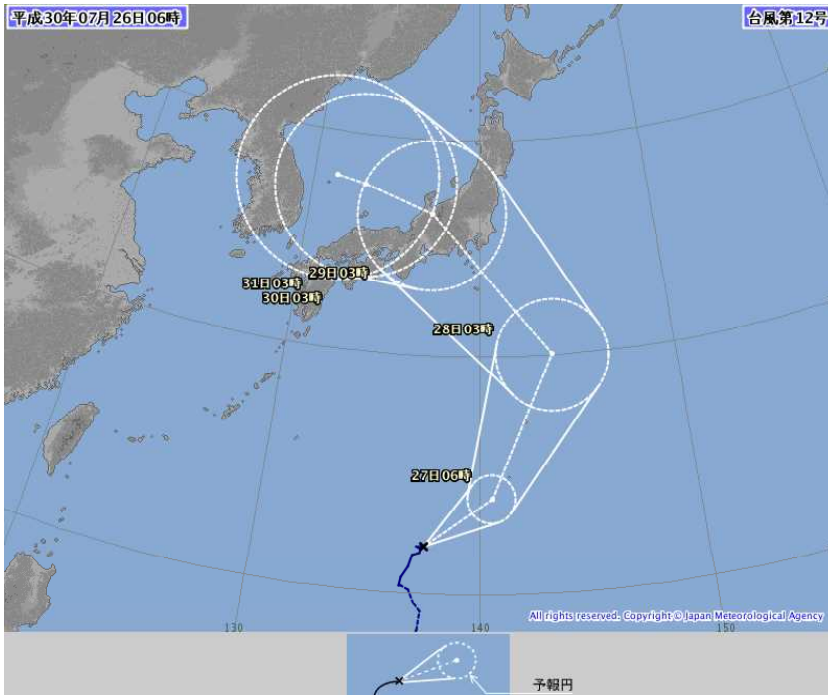 平成30年07月26日06時
台風第12号
29日03時
31日03時
30日03時
28日03時
27日06時
All rights reserved. Copyright © Japan Meteorological Agency
130
140
150
予報円